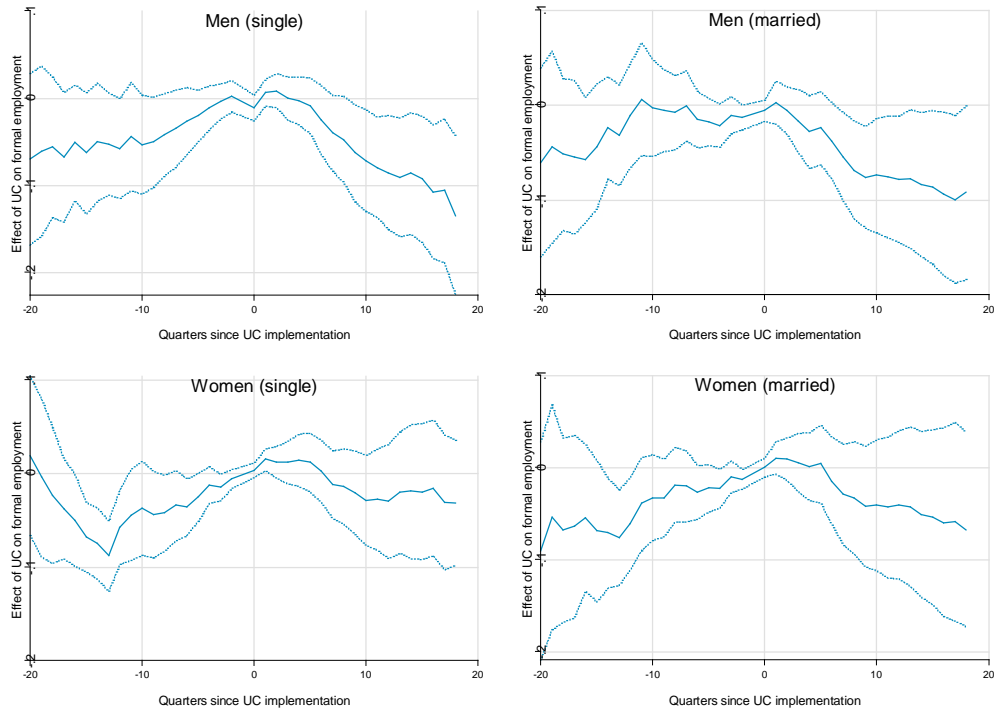 Men (single)
Effect of UC on formal employment
.1
0
-.1
-.2
-20 -10 0 10 20
Quarters since UC implementation
Men (married)
Effect of UC on formal employment
.1
0
-.1
-.2
-20 -10 0 10 20
Quarters since UC implementation
Women (single)
Effect of UC on formal employment
.1
0
-.1
-.2
-20 -10 0 10 20
Quarters since UC implementation
Women (married)
Effect of UC on formal employment
.1
0
-.1
-.2
-20 -10 0 10 20
Quarters since UC implementation